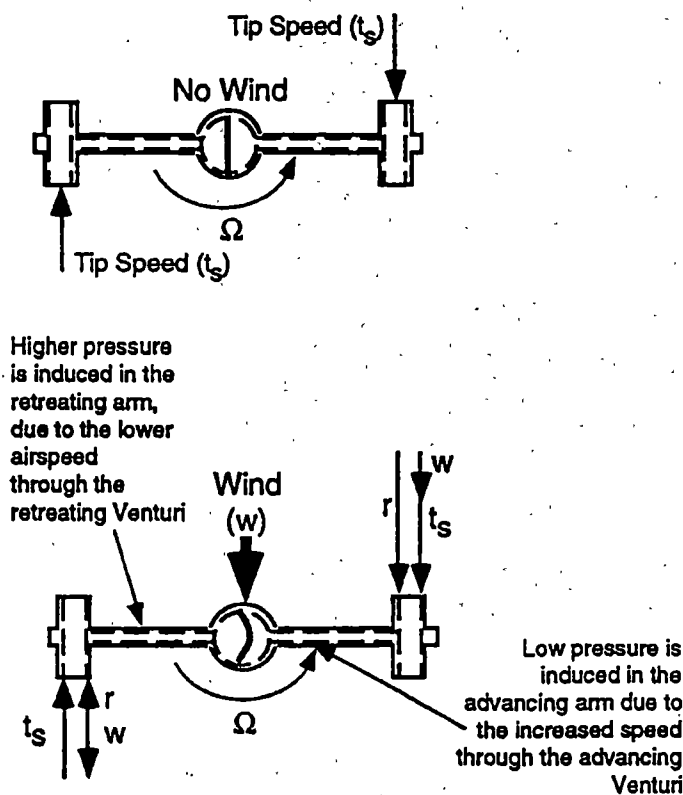 Tip Speed (ts)
No Wind
Ω
Tip Speed (ts)
Higher pressure
is induced in the
retreating arm,
due to the lower
airspeed
through the
retreating Venturi
Wind
(w)
w
r
ts
ts
r
w
Ω
Low pressure is
induced in the
advancing arm due to
the increased speed
through the advancing
Venturi